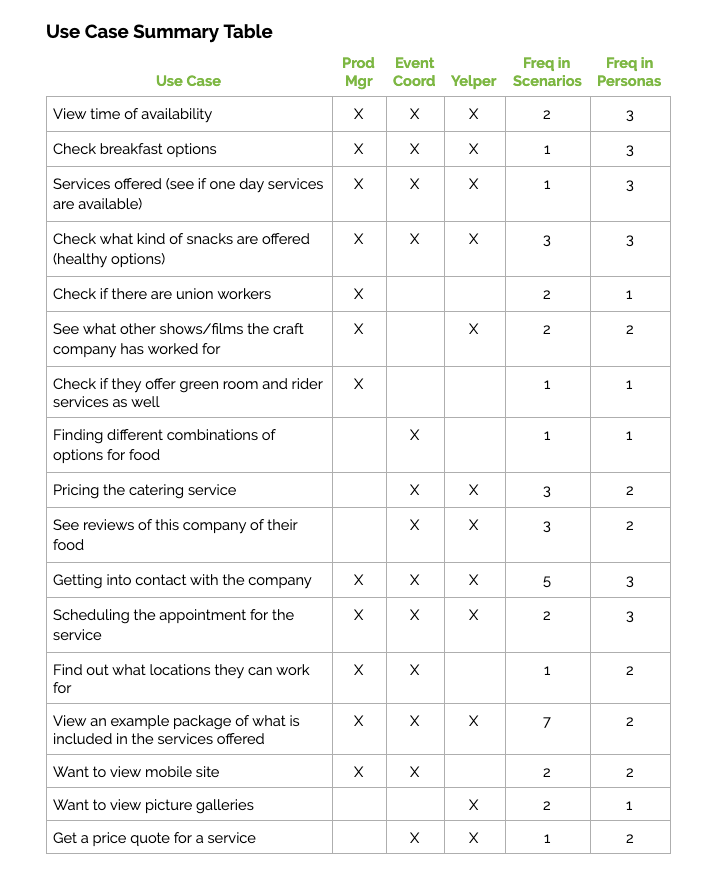 Use Case Summary Table
Use Case Prod Mgr Event Coord Yelper Freq in Scenarios Freq in Personas
View time of availability X X X 2 3
Check breakfast options X X X 1 3
Services offered (see if one day services X X X 1 3
are available)
Check what kind of snacks are offered X X X 3 3
(healthy options)
Check if there are union workers X 2 1
See what other shows/films the craft X X 2 2
company has worked for
Check if they offer green room and rider X 1 1
services as well
Finding different combinations of X 1 1
options for food
Pricing the catering service X X 3 2
See reviews of this company of their X X 3 2
food
Getting into contact with the company X X X 5 3
Scheduling the appointment for the X X X 2 3
service
Find out what locations they can work X X 1 2
for
View an example package of what is X X X 7 2
included in the services offered
Want to view mobile site X X 2 2
Want to view picture galleries X 2 1
Get a price quote for a service X X 1 2